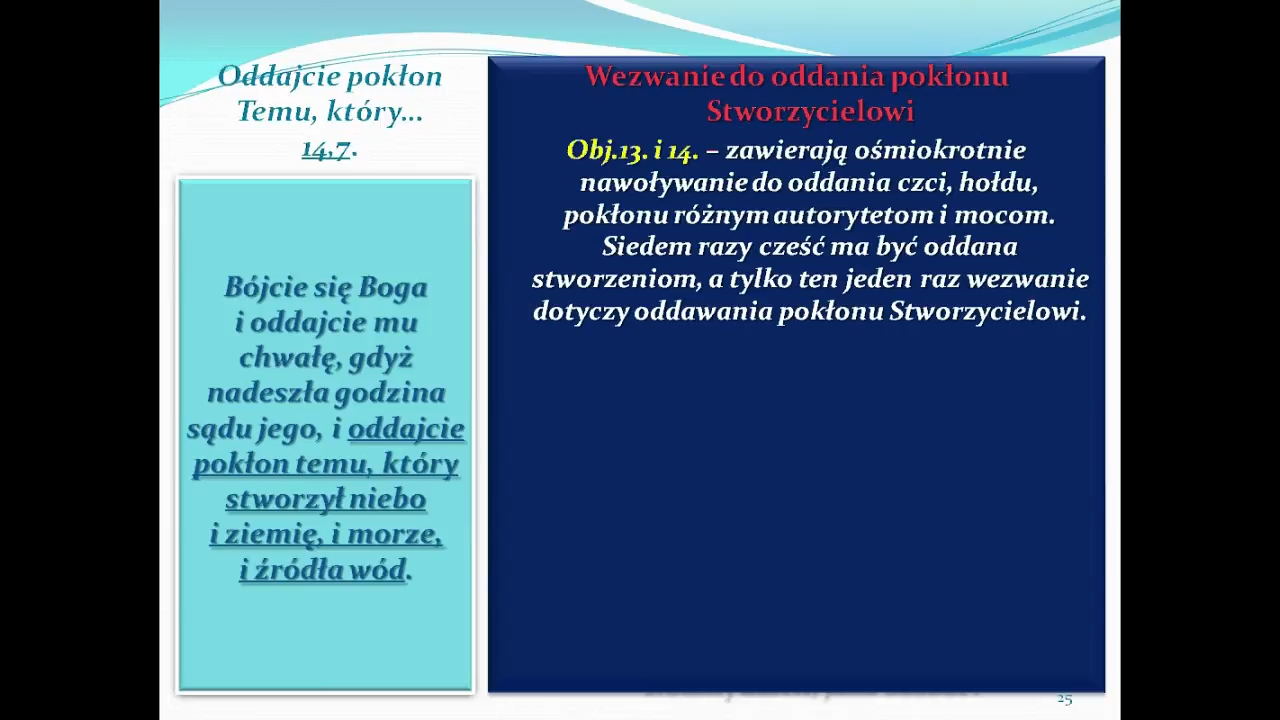 Oddajcie pokłon
Temu, który...
14,7.
Bójcie się Boga
i oddajcie mu
chwałę, gdyż
nadeszła godzina
sądu jego, i oddajcie
pokłon temu, który
stworzył niebo
i ziemię, i morze,
i źródła wód.
Wezwanie do oddania pokłonu
Stworzycielowi
Obj.13. i 14. – zawierają ośmiokrotnie
nawoływanie do oddania czci, hołdu,
pokłonu różnym autorytetom i mocom.
Siedem razy cześć ma być oddana
stworzeniom, a tylko ten jeden raz wezwanie
dotyczy oddawania pokłonu Stworzycielowi.
25